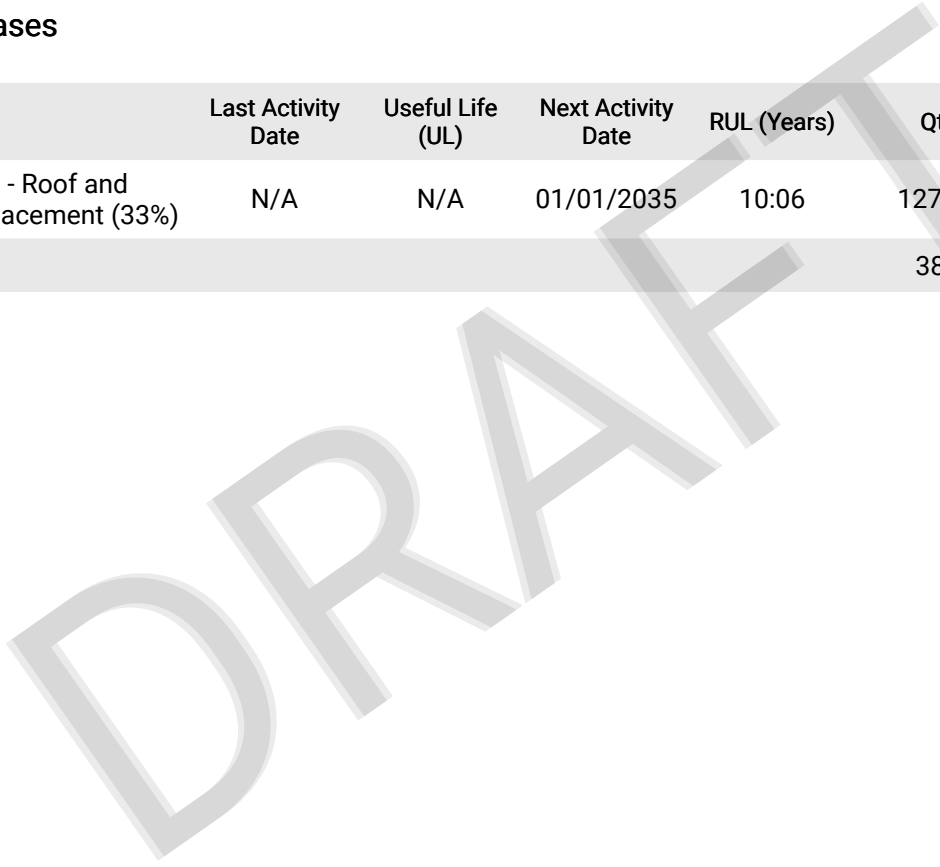 ases
Last Activity Date Useful Life (UL) Next Activity Date RUL (Years) Qt
- Roof and
acement (33%) N/A N/A 01/01/2035 10:06 127
38
DRAFT